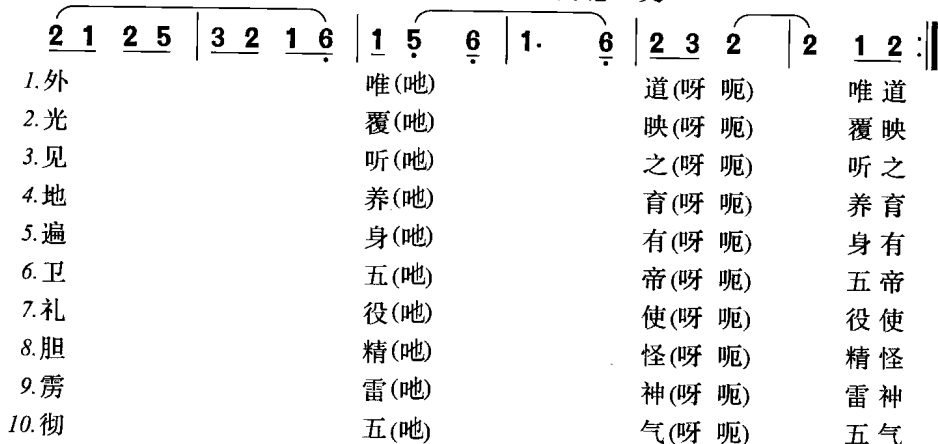 2 1 2 5 | 3 2 1 6 | 1 5 6 | 1. 6 | 2 3 2 | 2 1 2 :‖
1.外 唯(吔) 道(呀 呃) 唯 道
2.光 覆(吔) 映(呀 呃) 覆 映
3.见 听(吔) 之(呀 呃) 听 之
4.地 养(吔) 育(呀 呃) 养 育
5.遍 身(吔) 有(呀 呃) 身 有
6.卫 五(吔) 帝(呀 呃) 五 帝
7.礼 役(吔) 使(呀 呃) 役 使
8.胆 精(吔) 怪(呀 呃) 精 怪
9.雳 雷(吔) 神(呀 呃) 雷 神
10.彻 五(吔) 气(呀 呃) 五 气